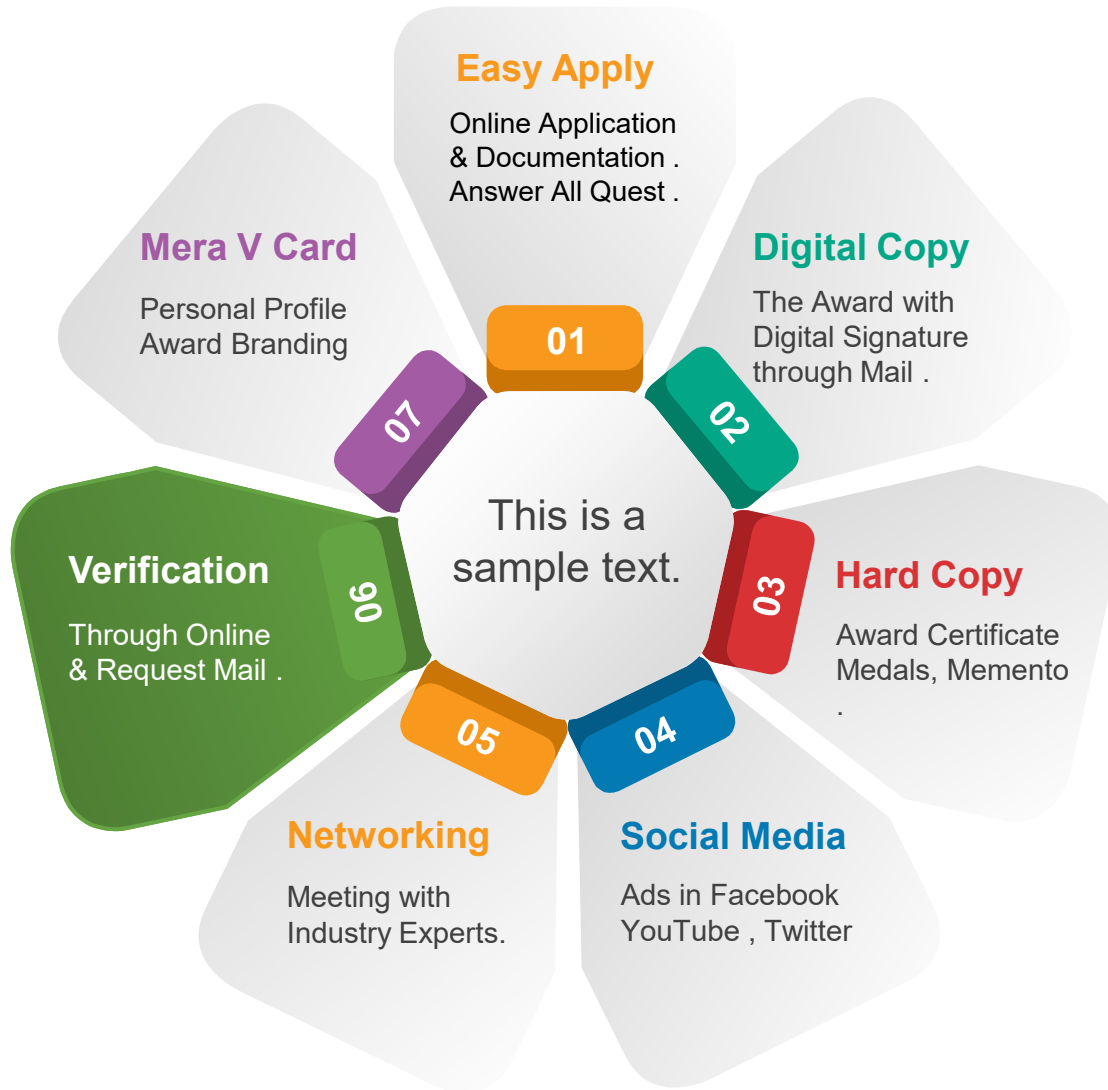 Easy Apply
Online Application
& Documentation .
Answer All Quest .
01
Digital Copy
The Award with
Digital Signature
through Mail .
02
Hard Copy
Award Certificate
Medals, Memento
.
03
Social Media
Ads in Facebook
YouTube , Twitter
04
Networking
Meeting with
Industry Experts.
05
Verification
Through Online
& Request Mail .
06
Mera V Card
Personal Profile
Award Branding
07
This is a
sample text.